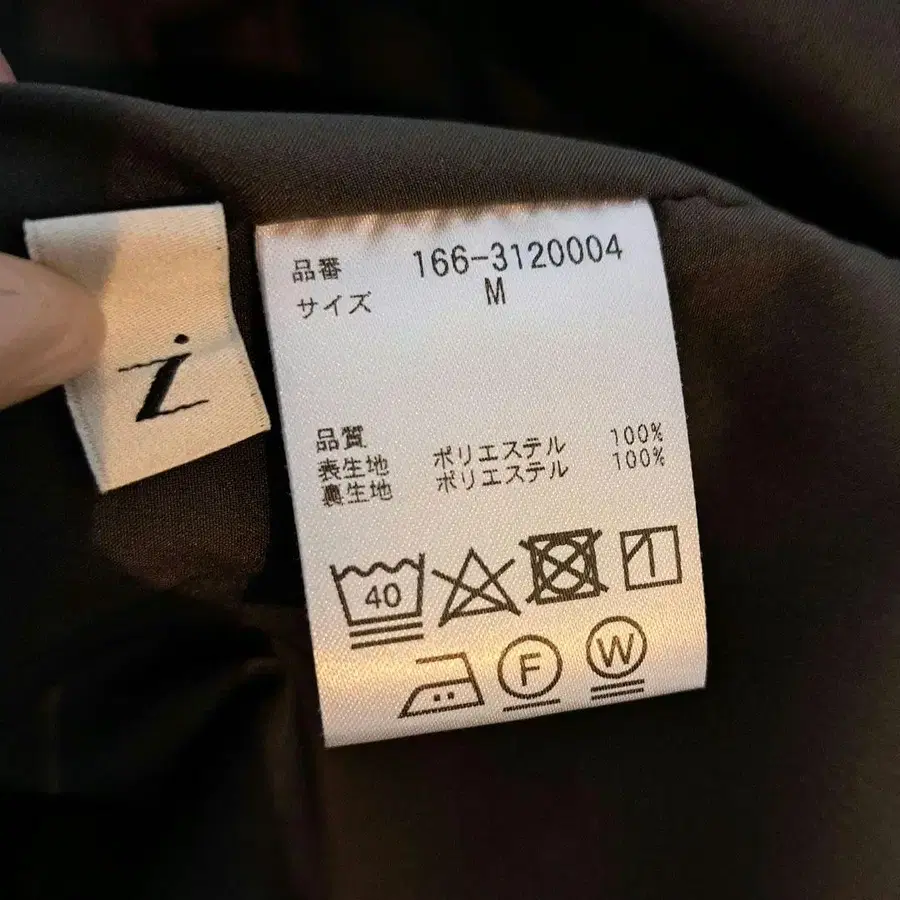 品番 166-3120004
サイズ M
品質
表生地 ポリエステル 100%
裏生地 ポリエステル 100%
40
F
W